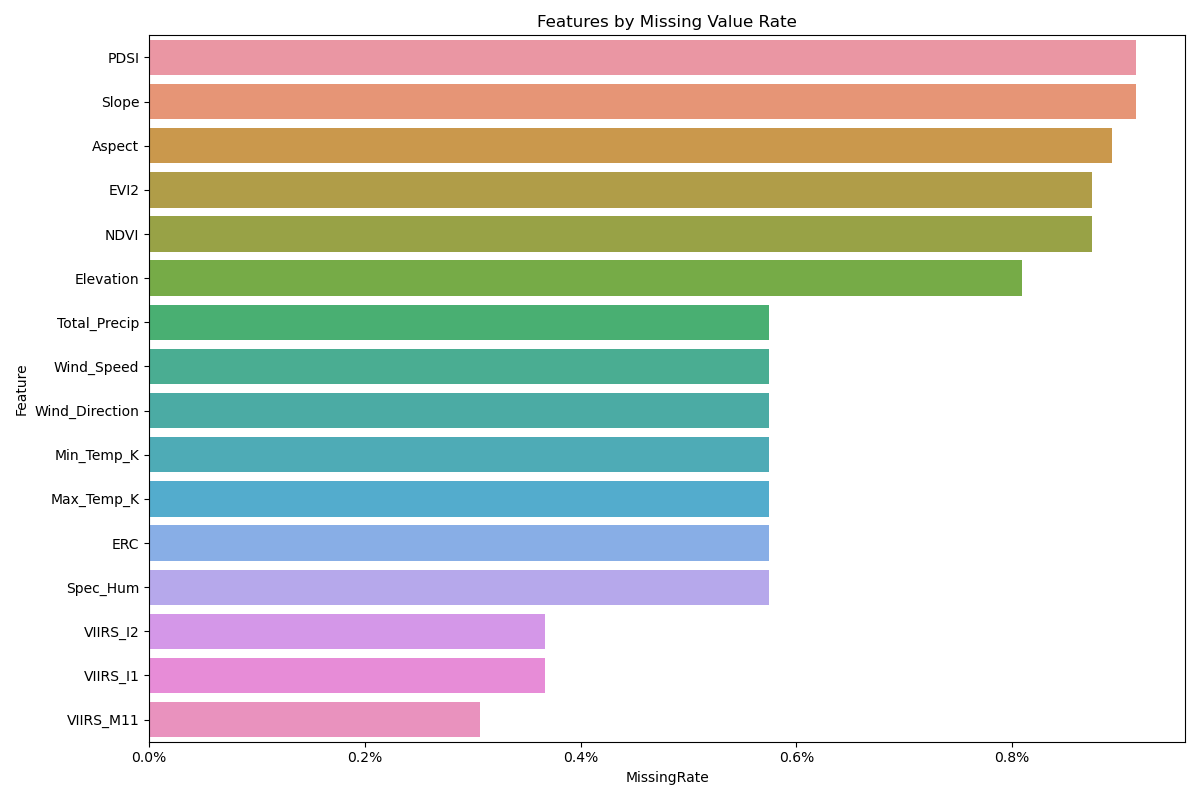 Features by Missing Value Rate
PDSI
Slope
Aspect
EVI2
NDVI
Elevation
Total_Precip
Wind_Speed
Wind_Direction
Min_Temp_K
Max_Temp_K
ERC
Spec_Hum
VIIRS_I2
VIIRS_I1
VIIRS_M11
Feature
0.0% 0.2% 0.4% 0.6% 0.8%
MissingRate